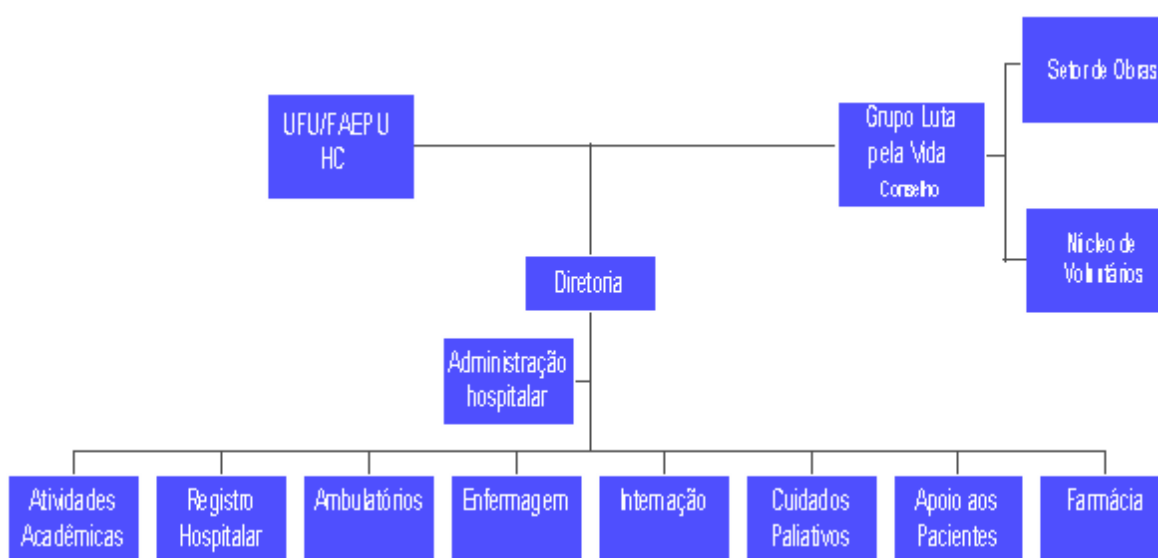 Setor de Obras
UFU/FAEPU
HC
Grupo Luta
pela Vida
Conselho
Núcleo de
Voluntários
Diretoria
Administração
hospitalar
Atividades
Acadêmicas
Registro
Hospitalar
Ambulatórios
Enfermagem
Internação
Cuidados
Paliativos
Apoio aos
Pacientes
Farmácia